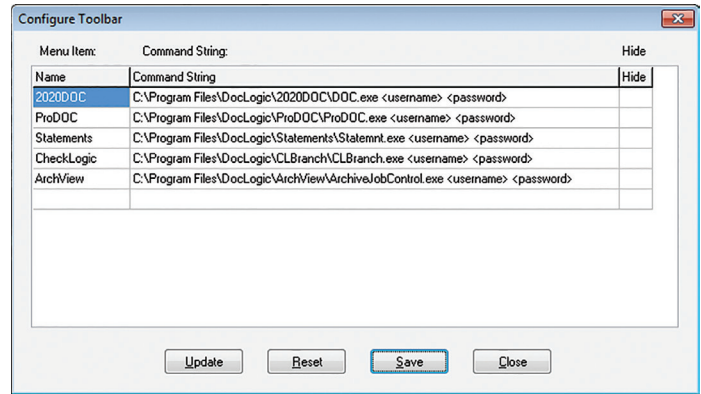 Configure Toolbar
Menu Item: Command String: Hide
Name Command String Hide
2020DOC C:\Program Files\DocLogic\2020DOC\DOC.exe <username> <password>
ProDOC C:\Program Files\DocLogic\ProDOC\ProDOC.exe <username> <password>
Statements C:\Program Files\DocLogic\Statements\Statemnt.exe <username> <password>
CheckLogic C:\Program Files\DocLogic\CLBranch\CLBranch.exe <username> <password>
ArchView C:\Program Files\DocLogic\ArchView\ArchiveJobControl.exe <username> <password>
Update Reset Save Close